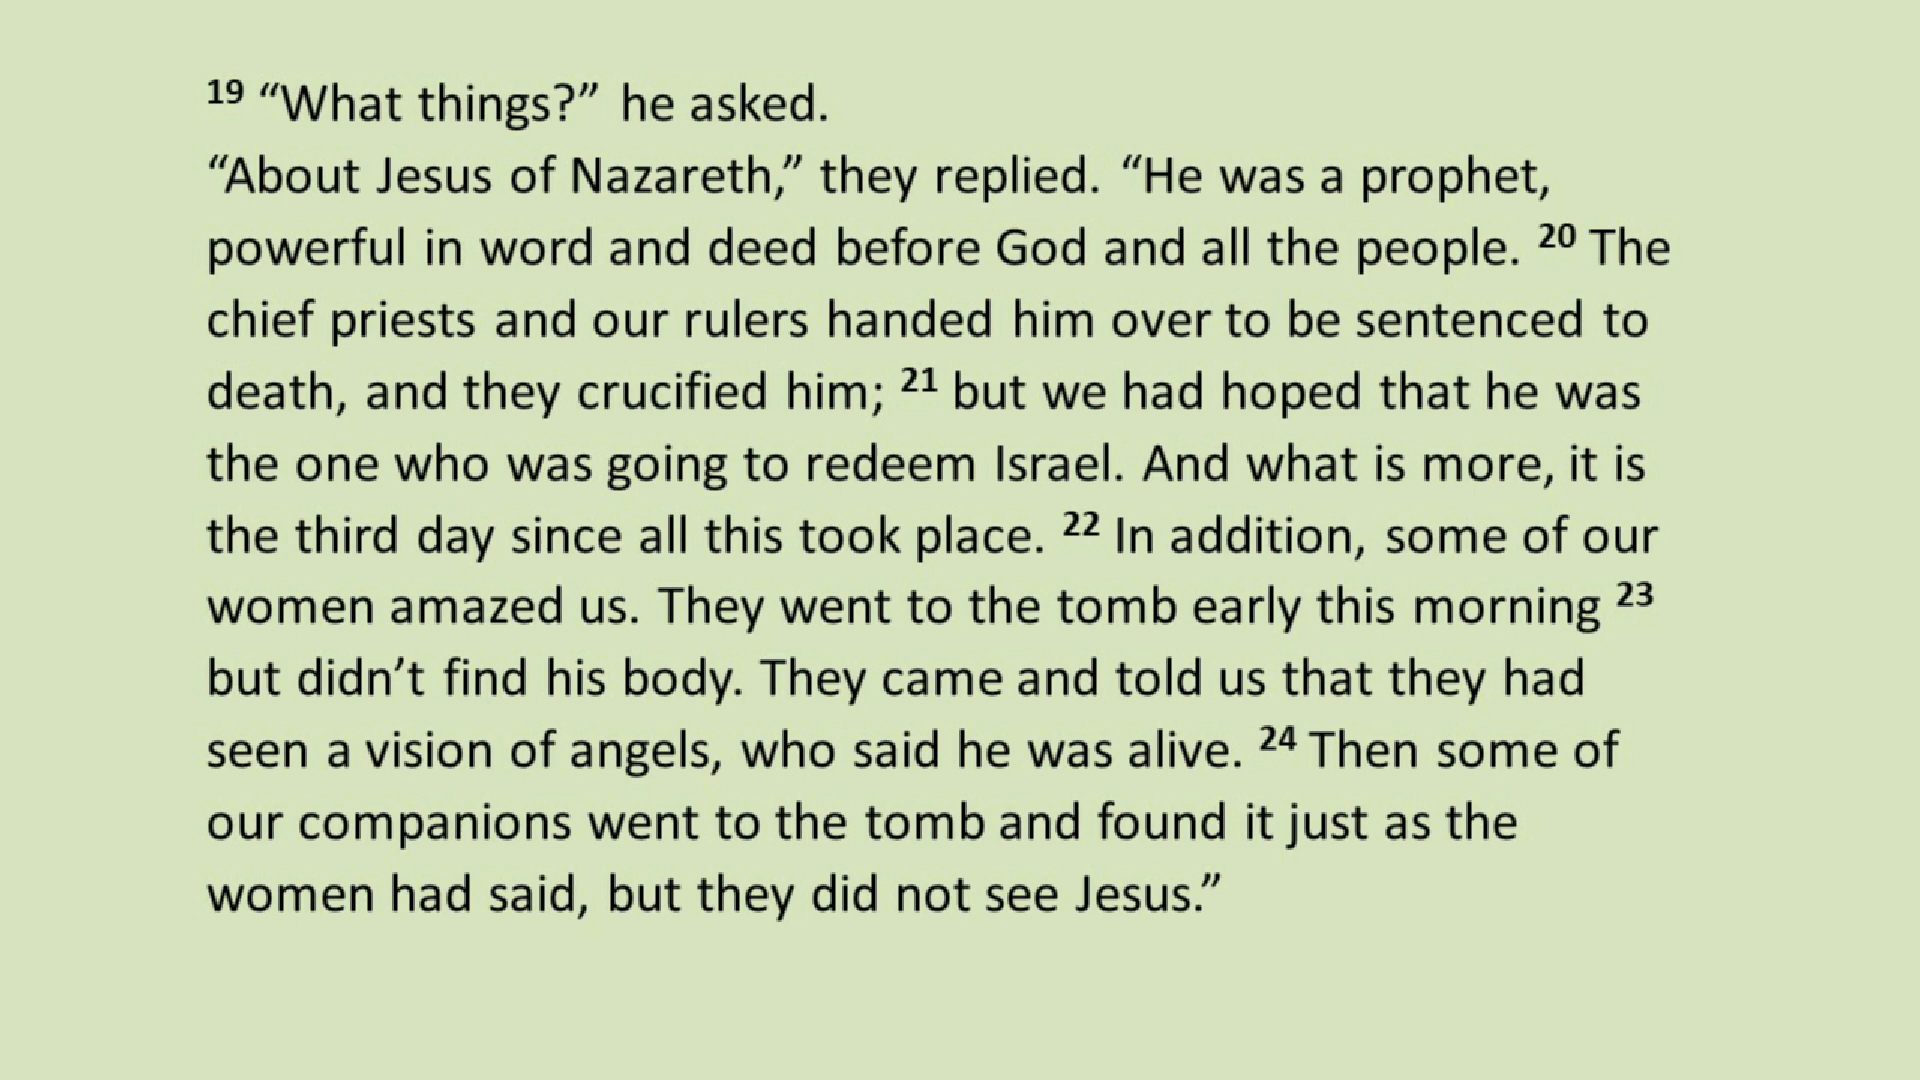 19 “What things?” he asked.
“About Jesus of Nazareth,” they replied. “He was a prophet,
powerful in word and deed before God and all the people. 20 The
chief priests and our rulers handed him over to be sentenced to
death, and they crucified him; 21 but we had hoped that he was
the one who was going to redeem Israel. And what is more, it is
the third day since all this took place. 22 In addition, some of our
women amazed us. They went to the tomb early this morning 23
but didn’t find his body. They came and told us that they had
seen a vision of angels, who said he was alive. 24 Then some of
our companions went to the tomb and found it just as the
women had said, but they did not see Jesus.”